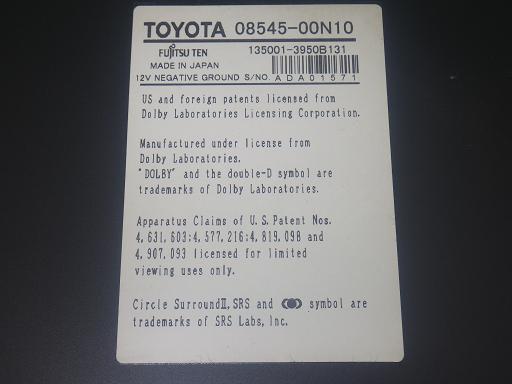 TOYOTA 08545-00N10
FUJITSU TEN 135001-3950B131
MADE IN JAPAN
12V NEGATIVE GROUND S/NO. ADA01571
US and foreign patents licensed from
Dolby Laboratories Licensing Corporation.
Manufactured under license from
Dolby Laboratories.
"DOLBY" and the double-D symbol are
trademarks of Dolby Laboratories.
Apparatus Claims of U.S. Patent Nos.
4,631,603:4,577,216:4,819,098 and
4,907,093 licensed for limited
viewing uses only.
Circle SurroundⅡ,SRS and symbol are
trademarks of SRS Labs, Inc.